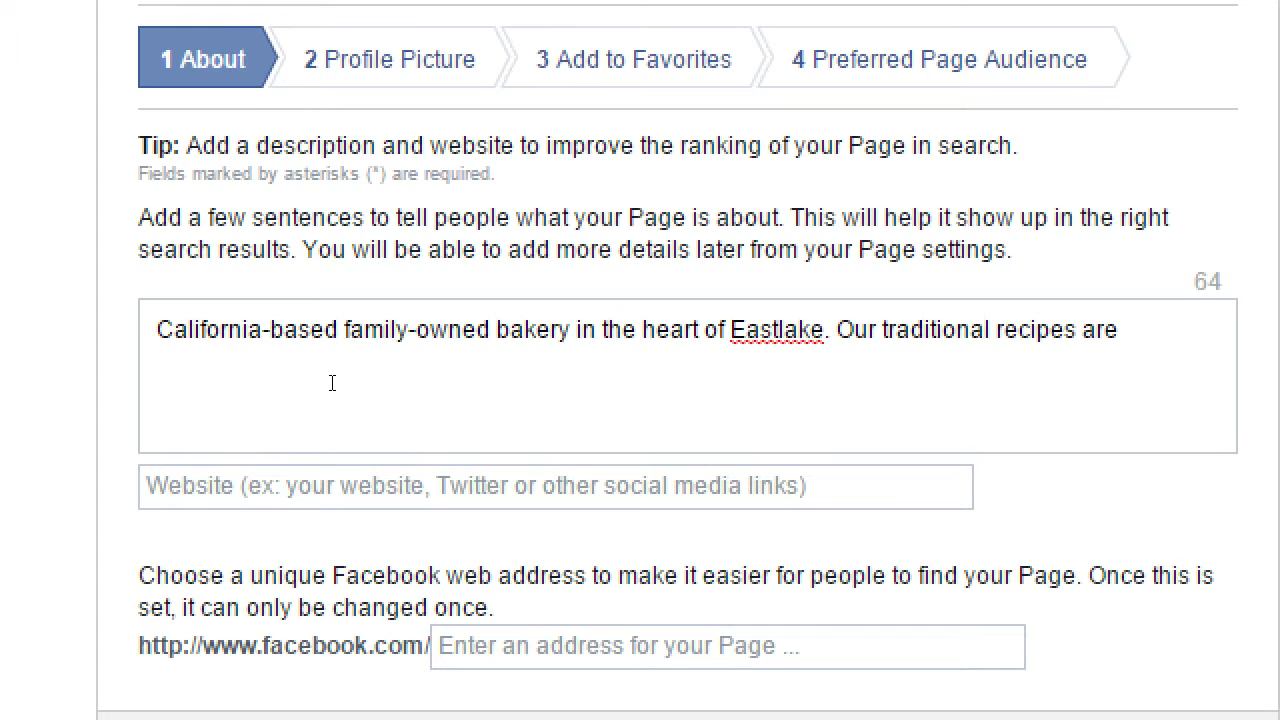 1 About 2 Profile Picture 3 Add to Favorites 4 Preferred Page Audience
Tip: Add a description and website to improve the ranking of your Page in search.
Fields marked by asterisks (*) are required.
Add a few sentences to tell people what your Page is about. This will help it show up in the right
search results. You will be able to add more details later from your Page settings.
64
California-based family-owned bakery in the heart of Eastlake. Our traditional recipes are
Website (ex: your website, Twitter or other social media links)
Choose a unique Facebook web address to make it easier for people to find your Page. Once this is
set, it can only be changed once.
http://www.facebook.com/ Enter an address for your Page ...